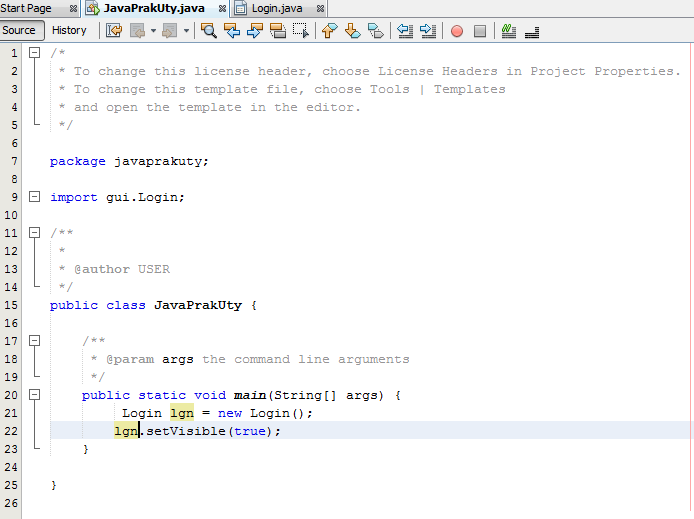 Start Page JavaPrakUty.java Login.java
Source History
1 /*
2 * To change this license header, choose License Headers in Project Properties.
3 * To change this template file, choose Tools | Templates
4 * and open the template in the editor.
5 */
6
7 package javaprakuty;
8
9 import gui.Login;
10
11 /**
12 *
13 * @author USER
14 */
15 public class JavaPrakUty {
16
17 /**
18 * @param args the command line arguments
19 */
20 public static void main(String[] args) {
21 Login lgn = new Login();
22 lgn.setVisible(true);
23 }
24
25 }
26